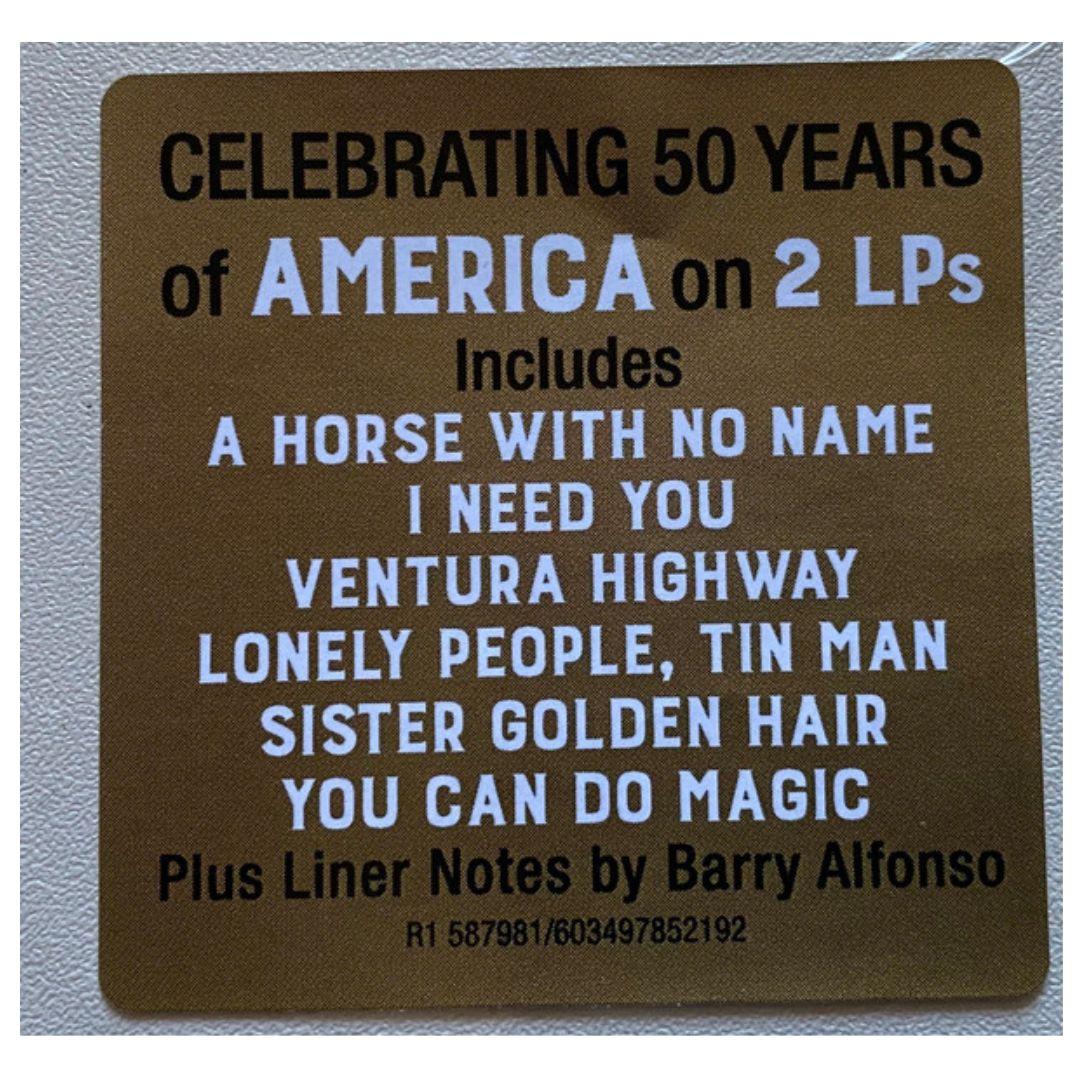 CELEBRATING 50 YEARS
of AMERICA on 2 LPs
Includes
A HORSE WITH NO NAME
I NEED YOU
VENTURA HIGHWAY
LONELY PEOPLE, TIN MAN
SISTER GOLDEN HAIR
YOU CAN DO MAGIC
Plus Liner Notes by Barry Alfonso
R1 587981/603497852192